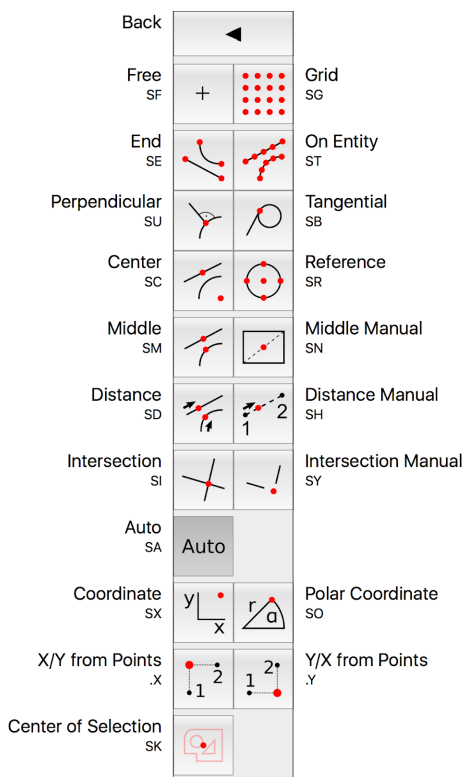 Back
Free
SF
+
Grid
SG
End
SE
On Entity
ST
Perpendicular
SU
Tangential
SB
Center
SC
Reference
SR
Middle
SM
Middle Manual
SN
Distance
SD
1 2
Distance Manual
SH
Intersection
SI
Intersection Manual
SY
Auto
SA
Auto
Coordinate
SX
y
x
r
α
Polar Coordinate
SO
X/Y from Points
.X
1 2
1 2
Y/X from Points
.Y
Center of Selection
SK